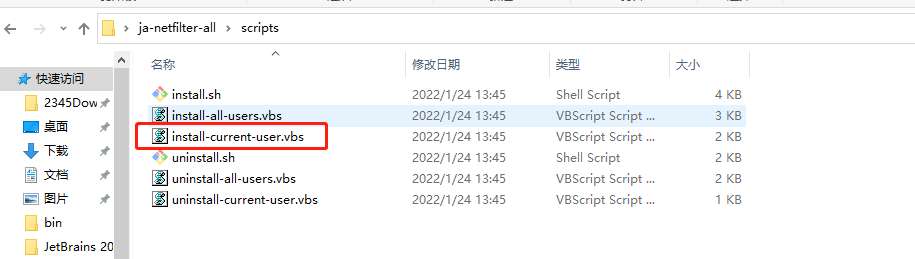 ja-netfilter-all scripts
名称 修改日期 类型 大小
快速访问
2345Dow
桌面
下载
文档
图片
bin
JetBrains 20
install.sh 2022/1/24 13:45 Shell Script 4 KB
install-all-users.vbs 2022/1/24 13:45 VBScript Script ... 3 KB
install-current-user.vbs 2022/1/24 13:45 VBScript Script ... 2 KB
uninstall.sh 2022/1/24 13:45 Shell Script 2 KB
uninstall-all-users.vbs 2022/1/24 13:45 VBScript Script ... 2 KB
uninstall-current-user.vbs 2022/1/24 13:45 VBScript Script ... 1 KB